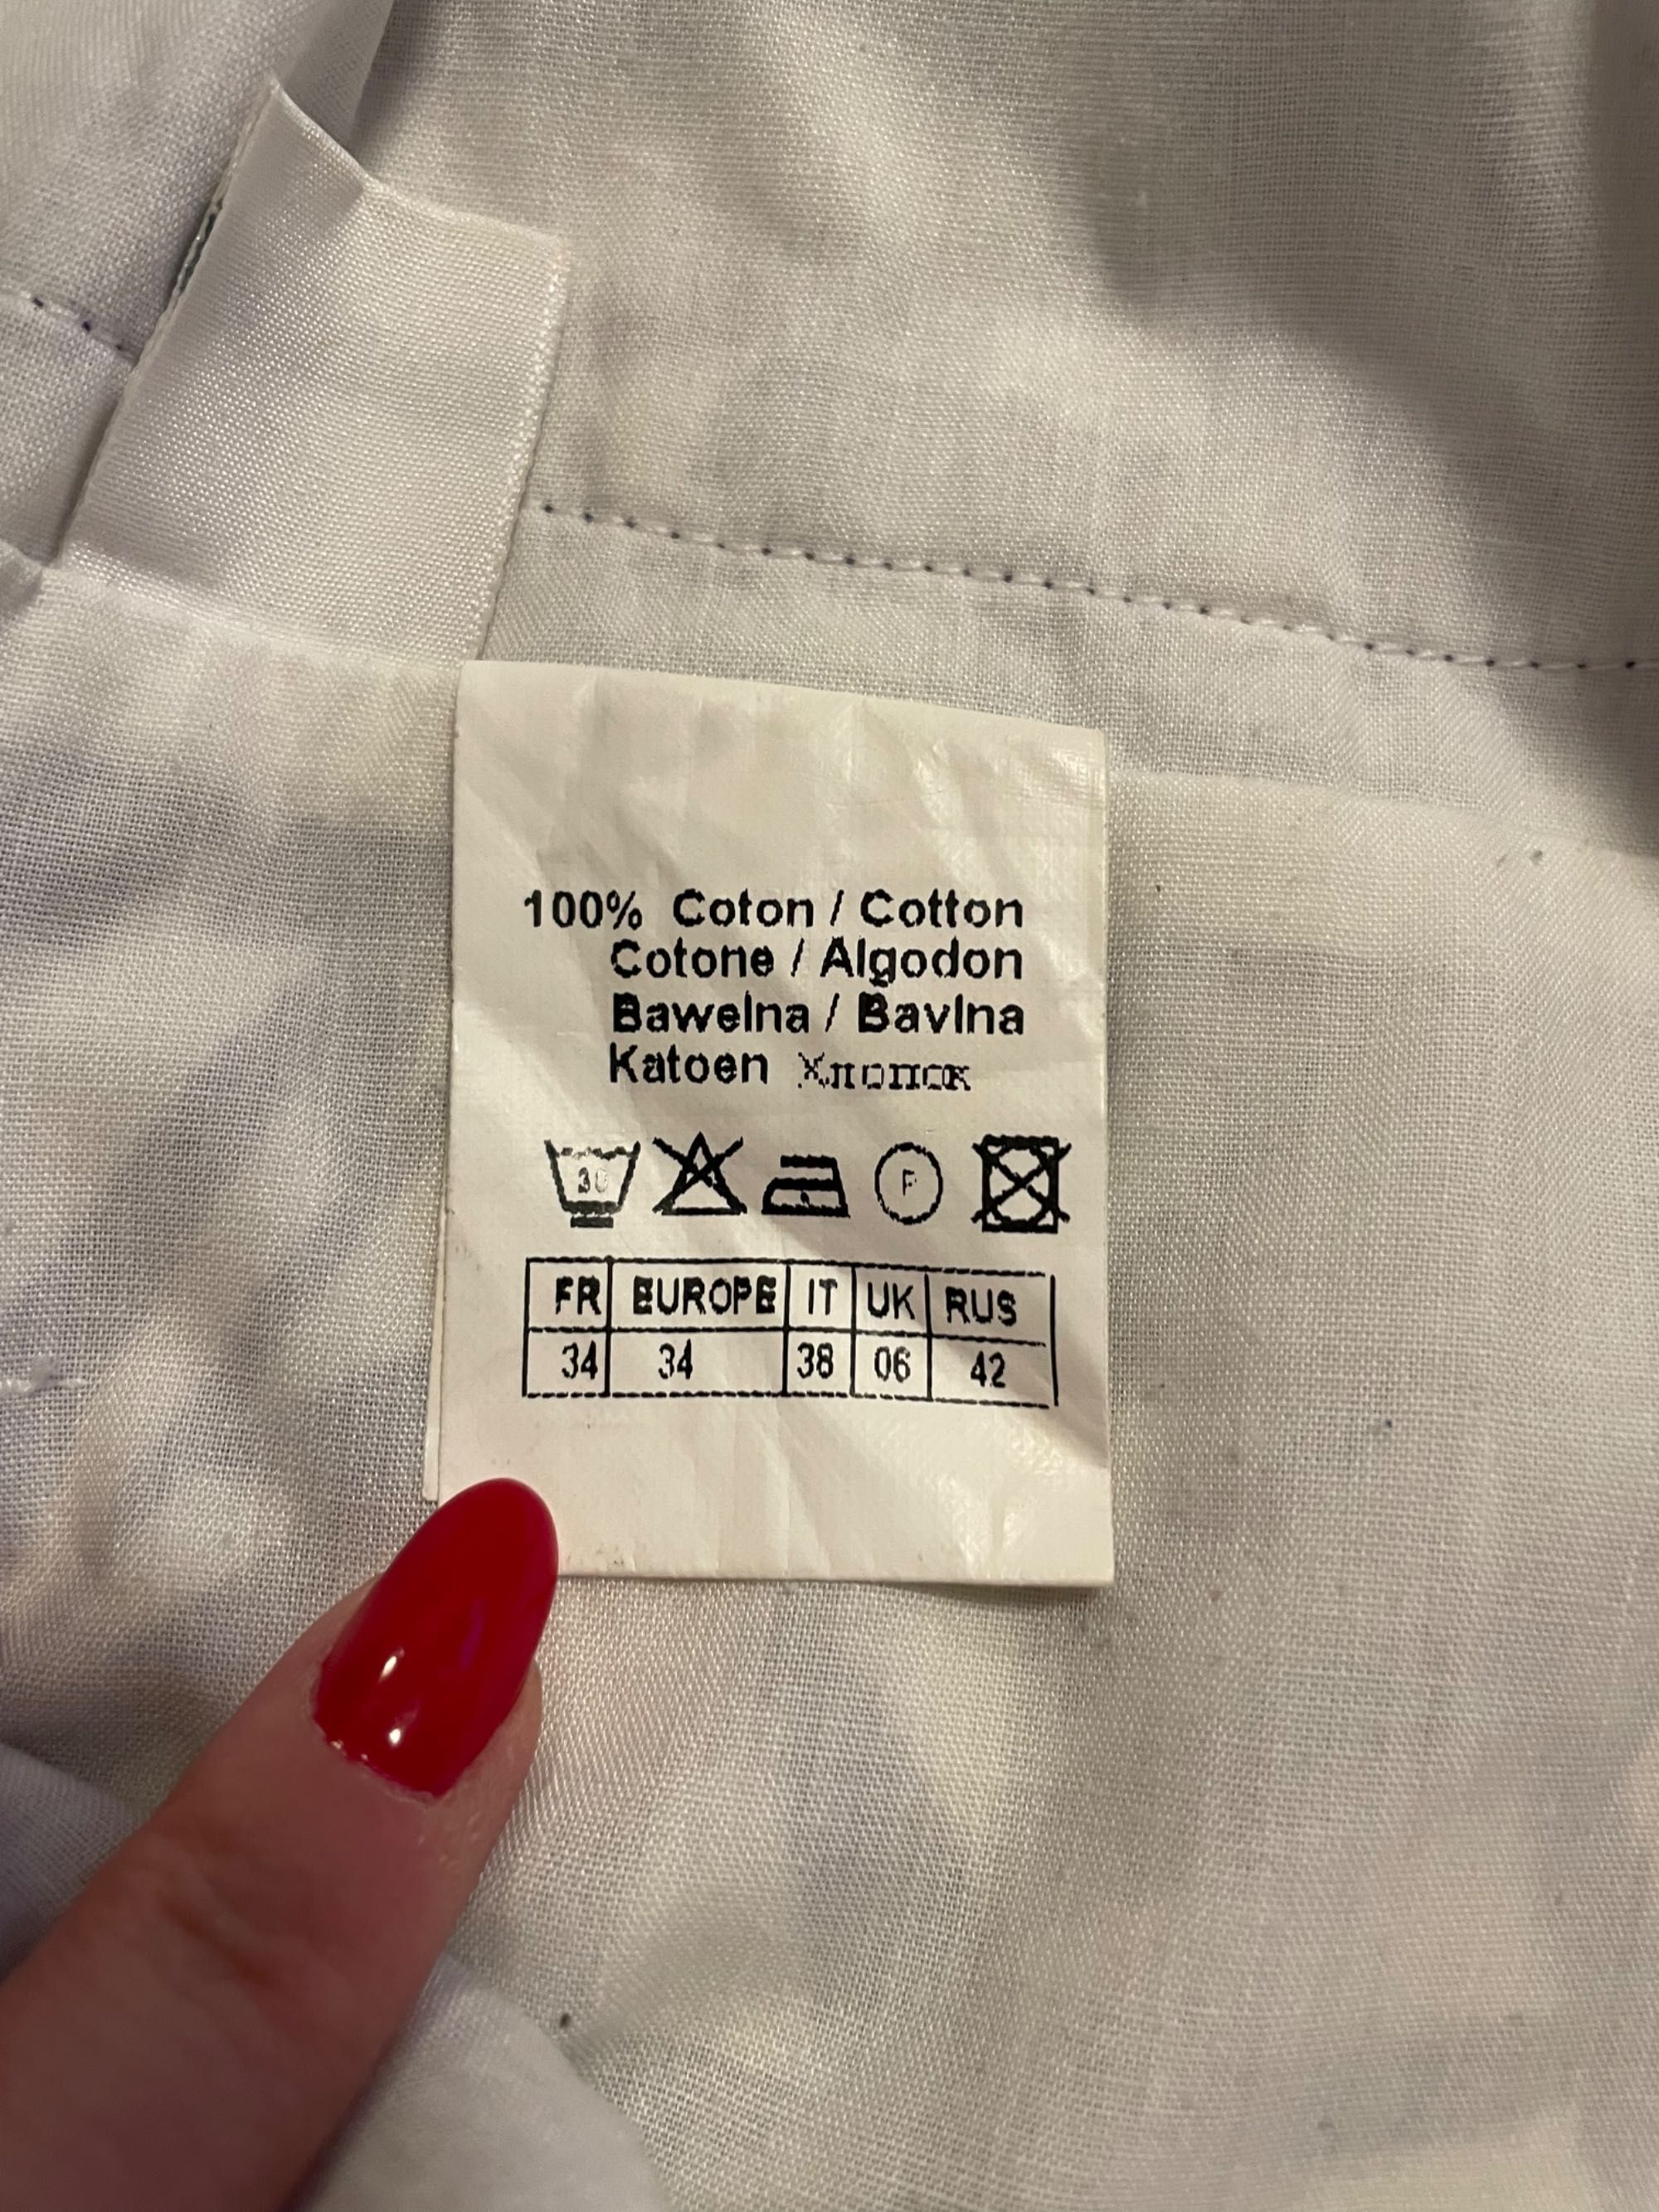 100% Coton / Cotton
Cotone / Algodon
Bawelna / Bavlna
Katoen Хлопок
30 P
FR EUROPE IT UK RUS
34 34 38 06 42